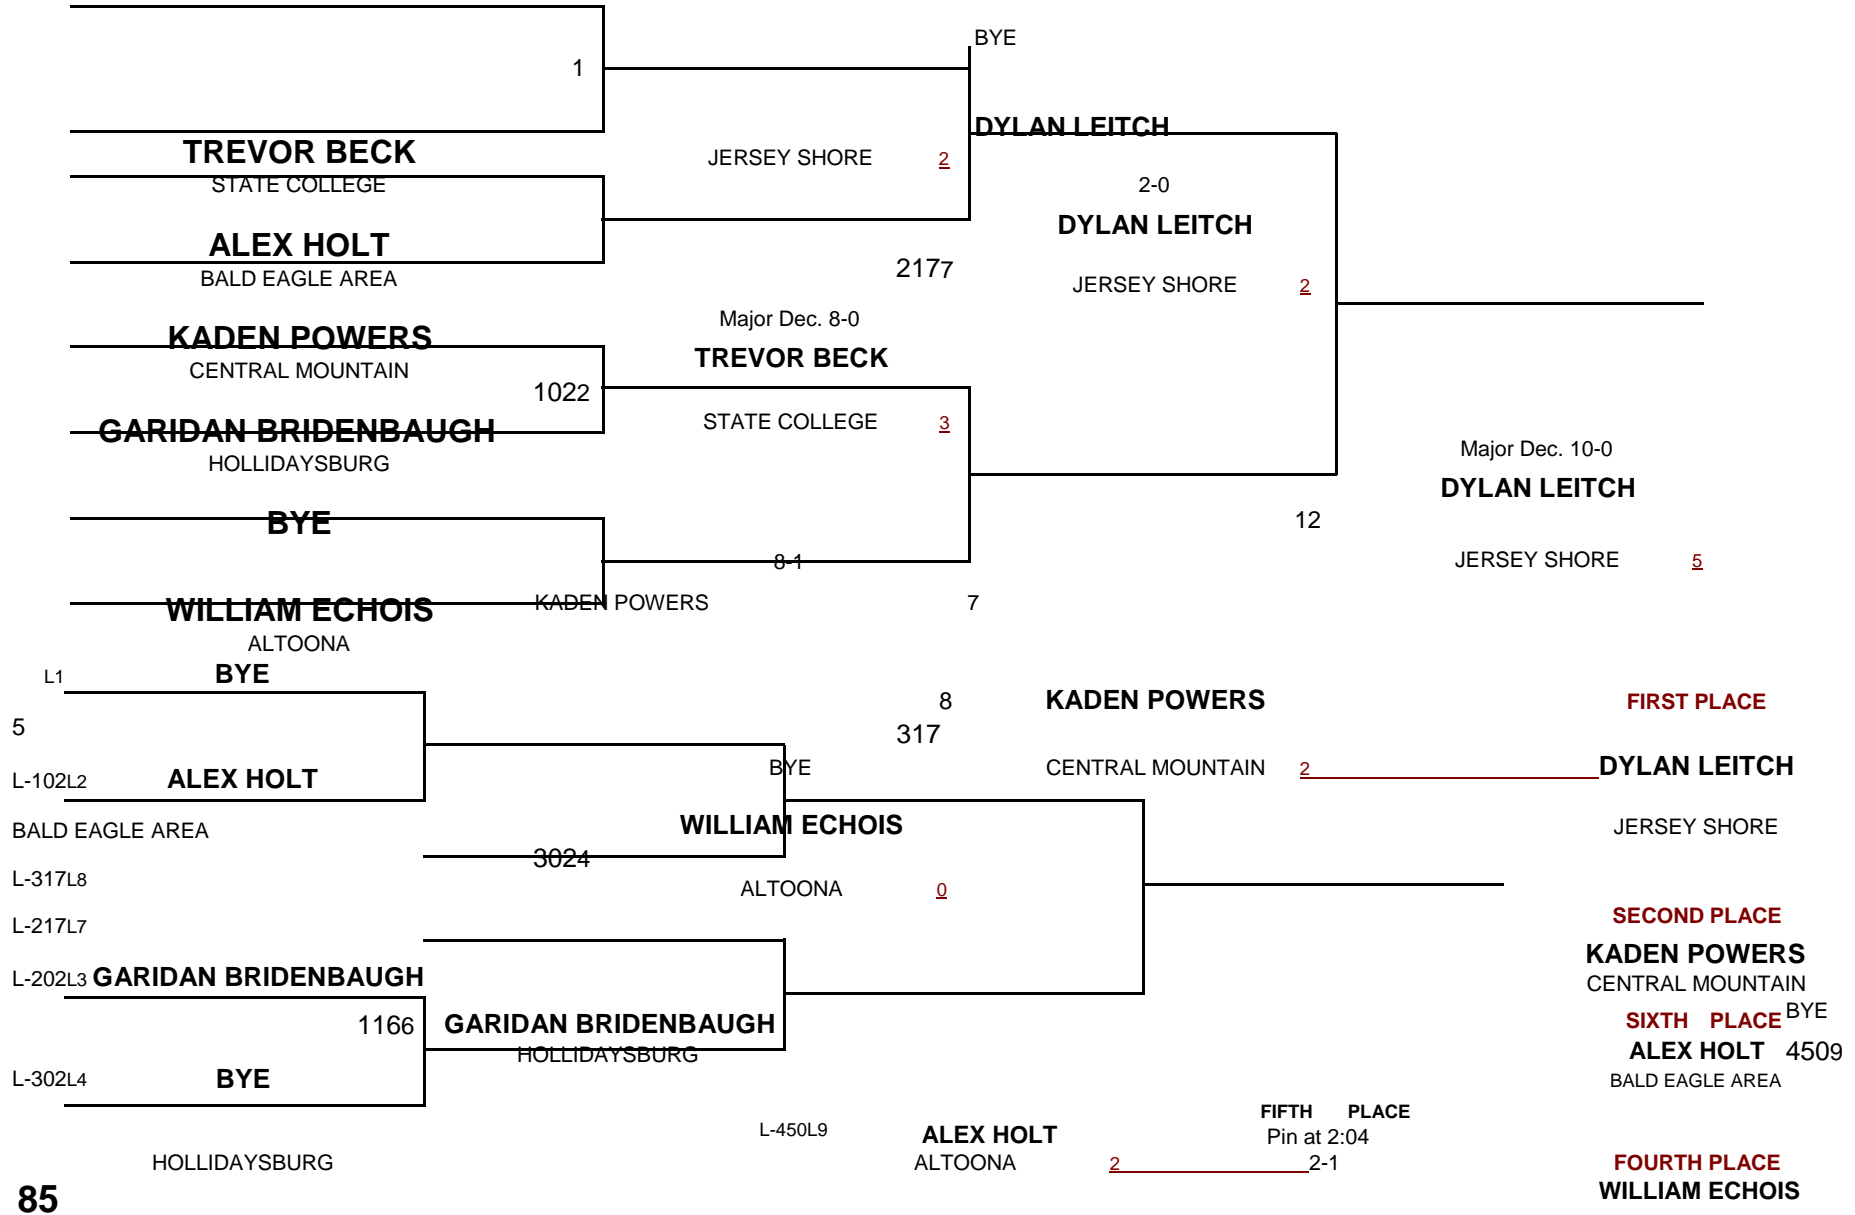 BYE
1
DYLAN LEITCH
TREVOR BECK
JERSEY SHORE 2
STATE COLLEGE
2-0
DYLAN LEITCH
ALEX HOLT
BALD EAGLE AREA
2177
JERSEY SHORE 2
Major Dec. 8-0
KADEN POWERS
TREVOR BECK
CENTRAL MOUNTAIN
1022
STATE COLLEGE 3
GARIDAN BRIDENBAUGH
HOLLIDAYSBURG
Major Dec. 10-0
DYLAN LEITCH
BYE
12
8-1
JERSEY SHORE 5
WILLIAM ECHOIS
KADEN POWERS
7
ALTOONA
L1 BYE
8 KADEN POWERS
FIRST PLACE
5
317
BYE
CENTRAL MOUNTAIN 2
DYLAN LEITCH
L-102L2 ALEX HOLT
BALD EAGLE AREA
WILLIAM ECHOIS
JERSEY SHORE
3024
L-317L8
ALTOONA 0
L-217L7
SECOND PLACE
KADEN POWERS
L-202L3 GARIDAN BRIDENBAUGH
CENTRAL MOUNTAIN
BYE
1166
GARIDAN BRIDENBAUGH
SIXTH PLACE
HOLLIDAYSBURG
ALEX HOLT 4509
L-302L4 BYE
BALD EAGLE AREA
FIFTH PLACE
L-450L9
ALEX HOLT
Pin at 2:04
HOLLIDAYSBURG
ALTOONA 2 2-1
FOURTH PLACE
WILLIAM ECHOIS
85